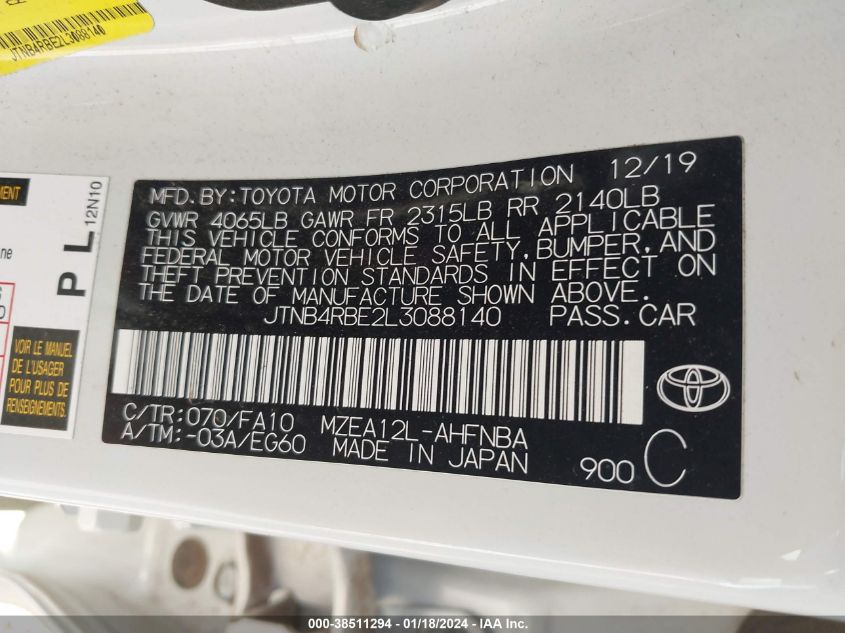 JTNB4RBE2L3088140
MFD.BY:TOYOTA MOTOR CORPORATION 12/19
GVWR 4065LB GAWR FR 2315LB RR 2140LB
THIS VEHICLE CONFORMS TO ALL APPLICABLE
FEDERAL MOTOR VEHICLE SAFETY,BUMPER,AND
THEFT PREVENTION STANDARDS IN EFFECT ON
THE DATE OF MANUFACTURE SHOWN ABOVE.
JTNB4RBE2L3088140 PASS.CAR
C/TR:070/FA10 MZEA12L-AHFNBA
A/TM:-03A/EG60 MADE IN JAPAN 900 C
PL
12N10
VOIR LE MANUEL
DE L'USAGER
POUR PLUS DE
RENSEIGNEMENTS.
000-38511294 - 01/18/2024 - IAA Inc.